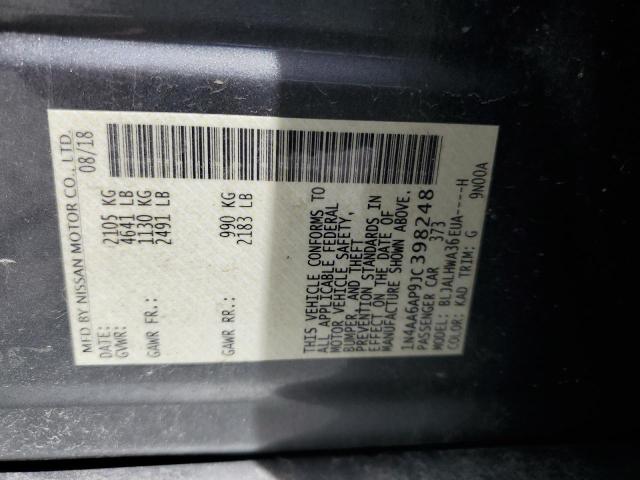 MFD BY NISSAN MOTOR CO., LTD.
DATE: 08/18
GVWR: 2105 KG
4641 LB
GAWR FR.: 1130 KG
2491 LB
GAWR RR.: 990 KG
2183 LB
THIS VEHICLE CONFORMS TO
ALL APPLICABLE FEDERAL
MOTOR VEHICLE SAFETY,
BUMPER, AND THEFT
PREVENTION STANDARDS IN
EFFECT ON THE DATE OF
MANUFACTURE SHOWN ABOVE.
1N4AA6AP9JC398248
PASSENGER CAR 373
MODEL: BLJALHWA36EUA----H
COLOR: KAD TRIM: G 9N00A